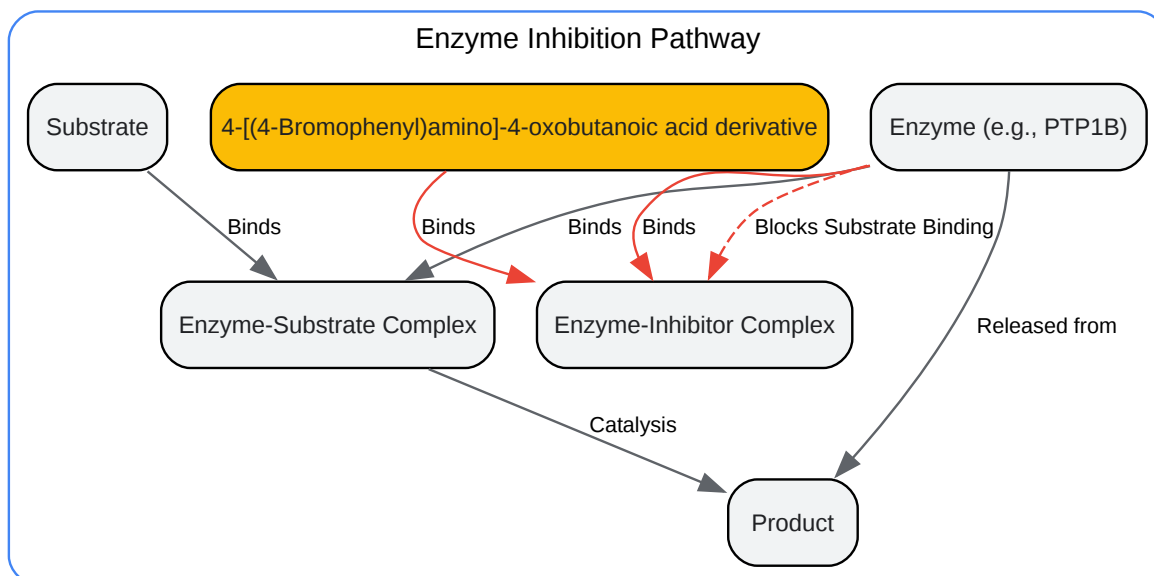 Enzyme Inhibition Pathway
Substrate
4-[(4-Bromophenyl)amino]-4-oxobutanoic acid derivative
Enzyme (e.g., PTP1B)
Binds
Binds
Binds
Binds
Blocks Substrate Binding
Enzyme-Substrate Complex
Enzyme-Inhibitor Complex
Released from
Catalysis
Product